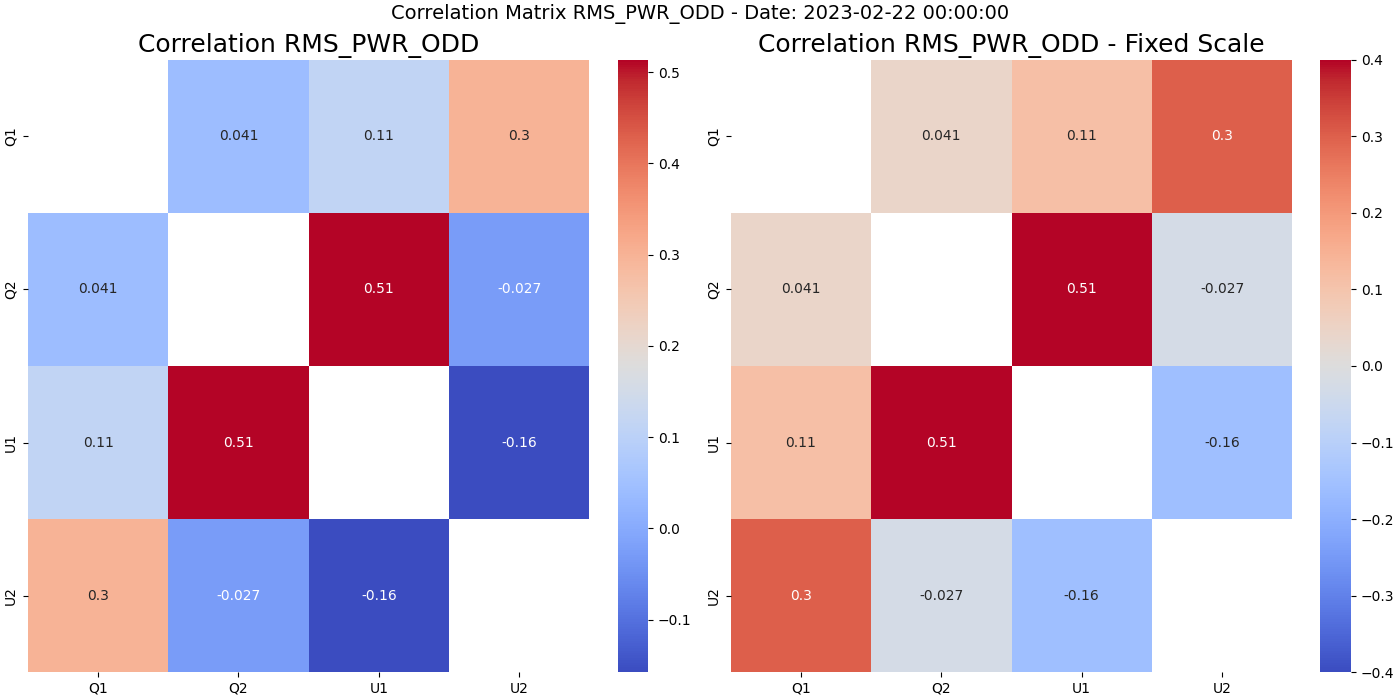 Correlation Matrix RMS_PWR_ODD - Date: 2023-02-22 00:00:00
Correlation RMS_PWR_ODD
Q1
0.041
0.11
0.3
Q2
0.041
0.51
-0.027
U1
0.11
0.51
-0.16
U2
0.3
-0.027
-0.16
Q1
Q2
U1
U2
0.5
0.4
0.3
0.2
0.1
0.0
−0.1
Correlation RMS_PWR_ODD - Fixed Scale
Q1
0.041
0.11
0.3
Q2
0.041
0.51
-0.027
U1
0.11
0.51
-0.16
U2
0.3
-0.027
-0.16
Q1
Q2
U1
U2
0.4
0.3
0.2
0.1
0.0
−0.1
−0.2
−0.3
−0.4